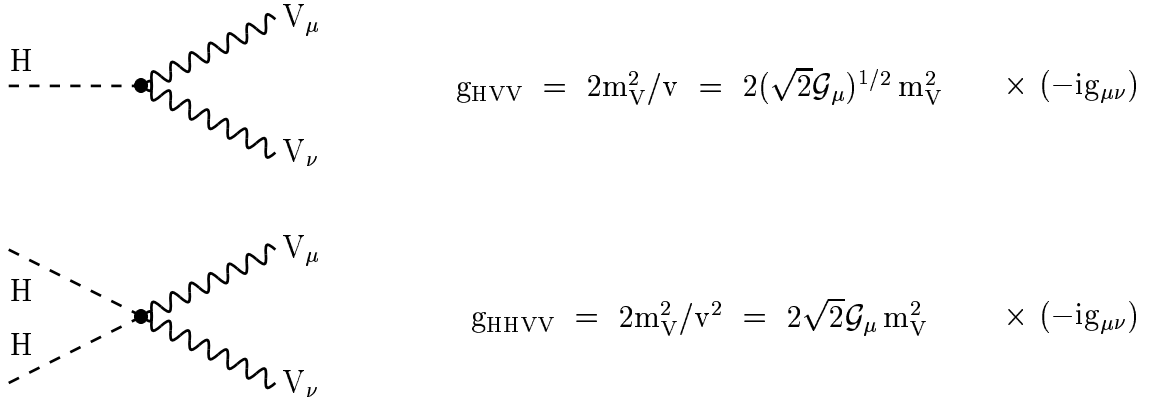 H
V_μ
V_ν
g_HVV = 2m_V^2/v = 2(√2𝒢_μ)^{1/2} m_V^2 × (−ig_μν)
H
H
V_μ
V_ν
g_HHVV = 2m_V^2/v^2 = 2√2𝒢_μ m_V^2 × (−ig_μν)